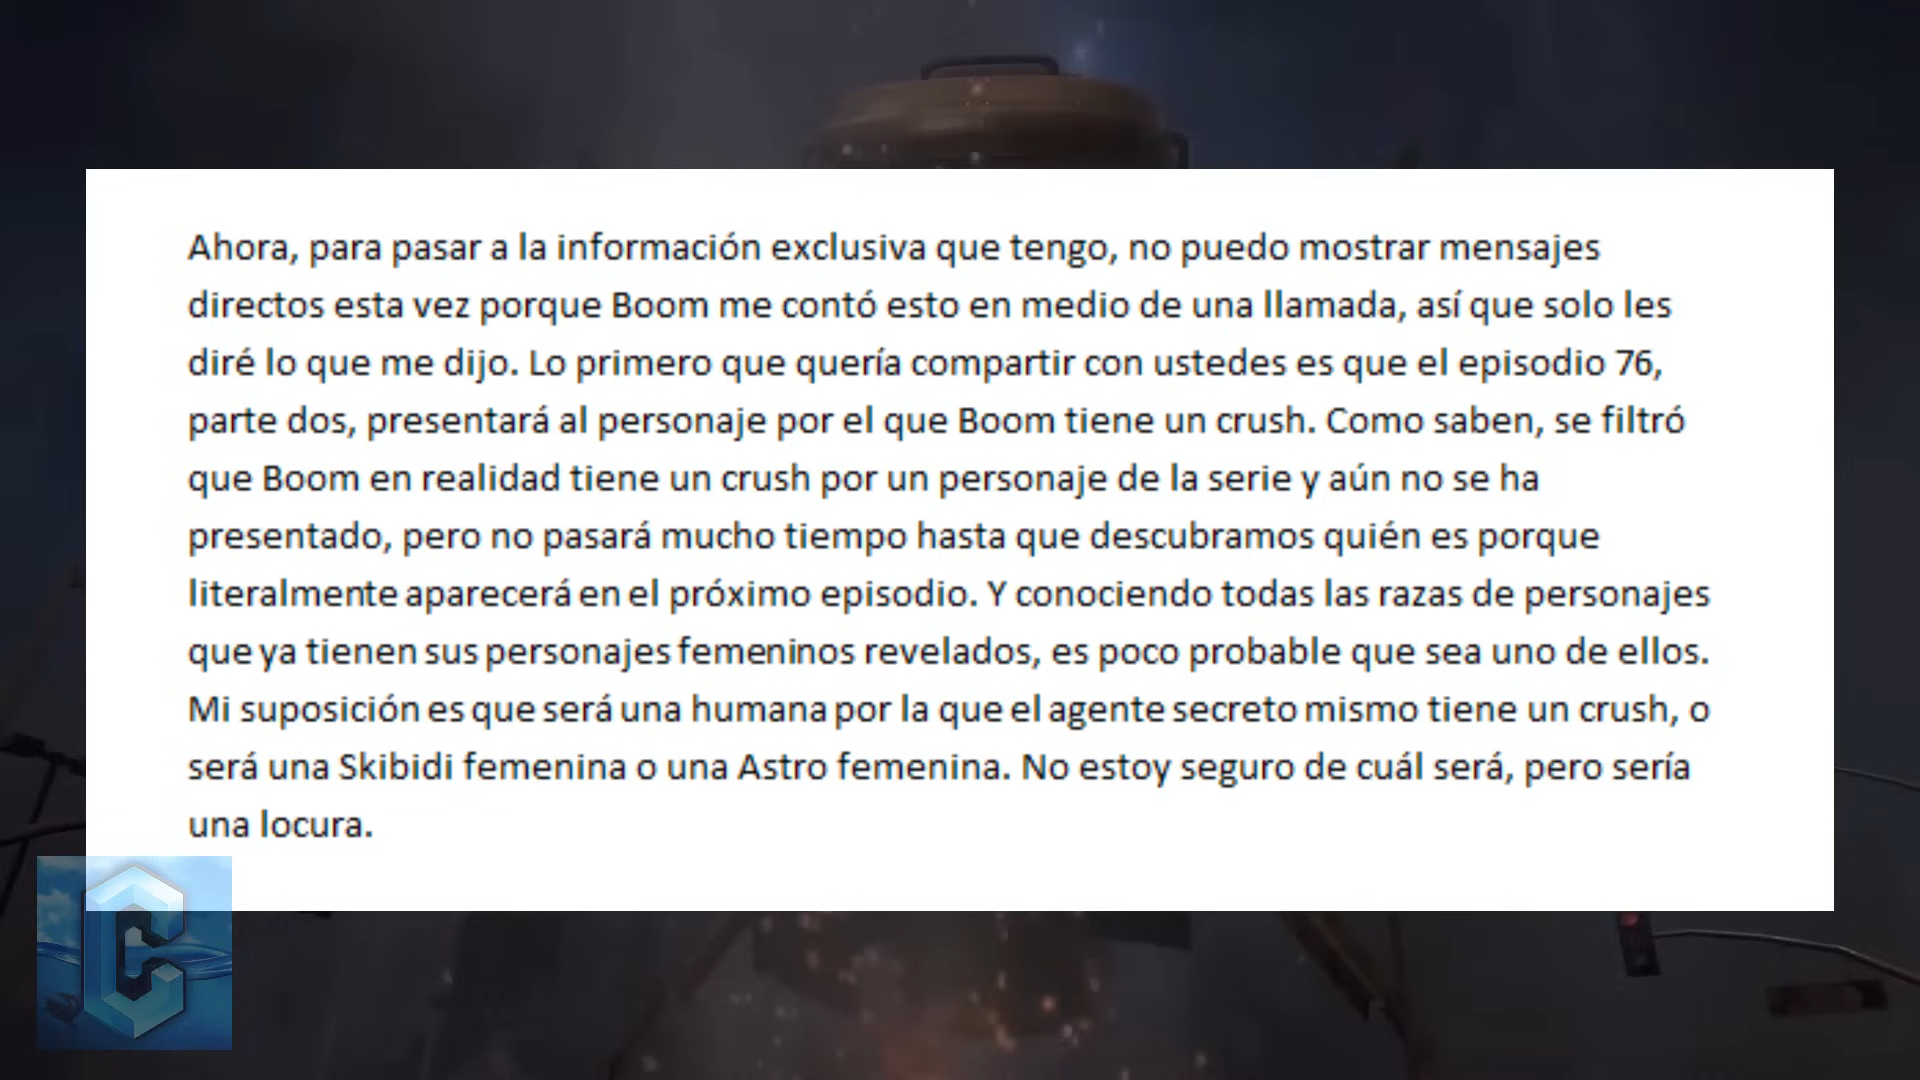 Ahora, para pasar a la información exclusiva que tengo, no puedo mostrar mensajes
directos esta vez porque Boom me contó esto en medio de una llamada, así que solo les
diré lo que me dijo. Lo primero que quería compartir con ustedes es que el episodio 76,
parte dos, presentará al personaje por el que Boom tiene un crush. Como saben, se filtró
que Boom en realidad tiene un crush por un personaje de la serie y aún no se ha
presentado, pero no pasará mucho tiempo hasta que descubramos quién es porque
literalmente aparecerá en el próximo episodio. Y conociendo todas las razas de personajes
que ya tienen sus personajes femeninos revelados, es poco probable que sea uno de ellos.
Mi suposición es que será una humana por la que el agente secreto mismo tiene un crush, o
será una Skibidi femenina o una Astro femenina. No estoy seguro de cuál será, pero sería
una locura.